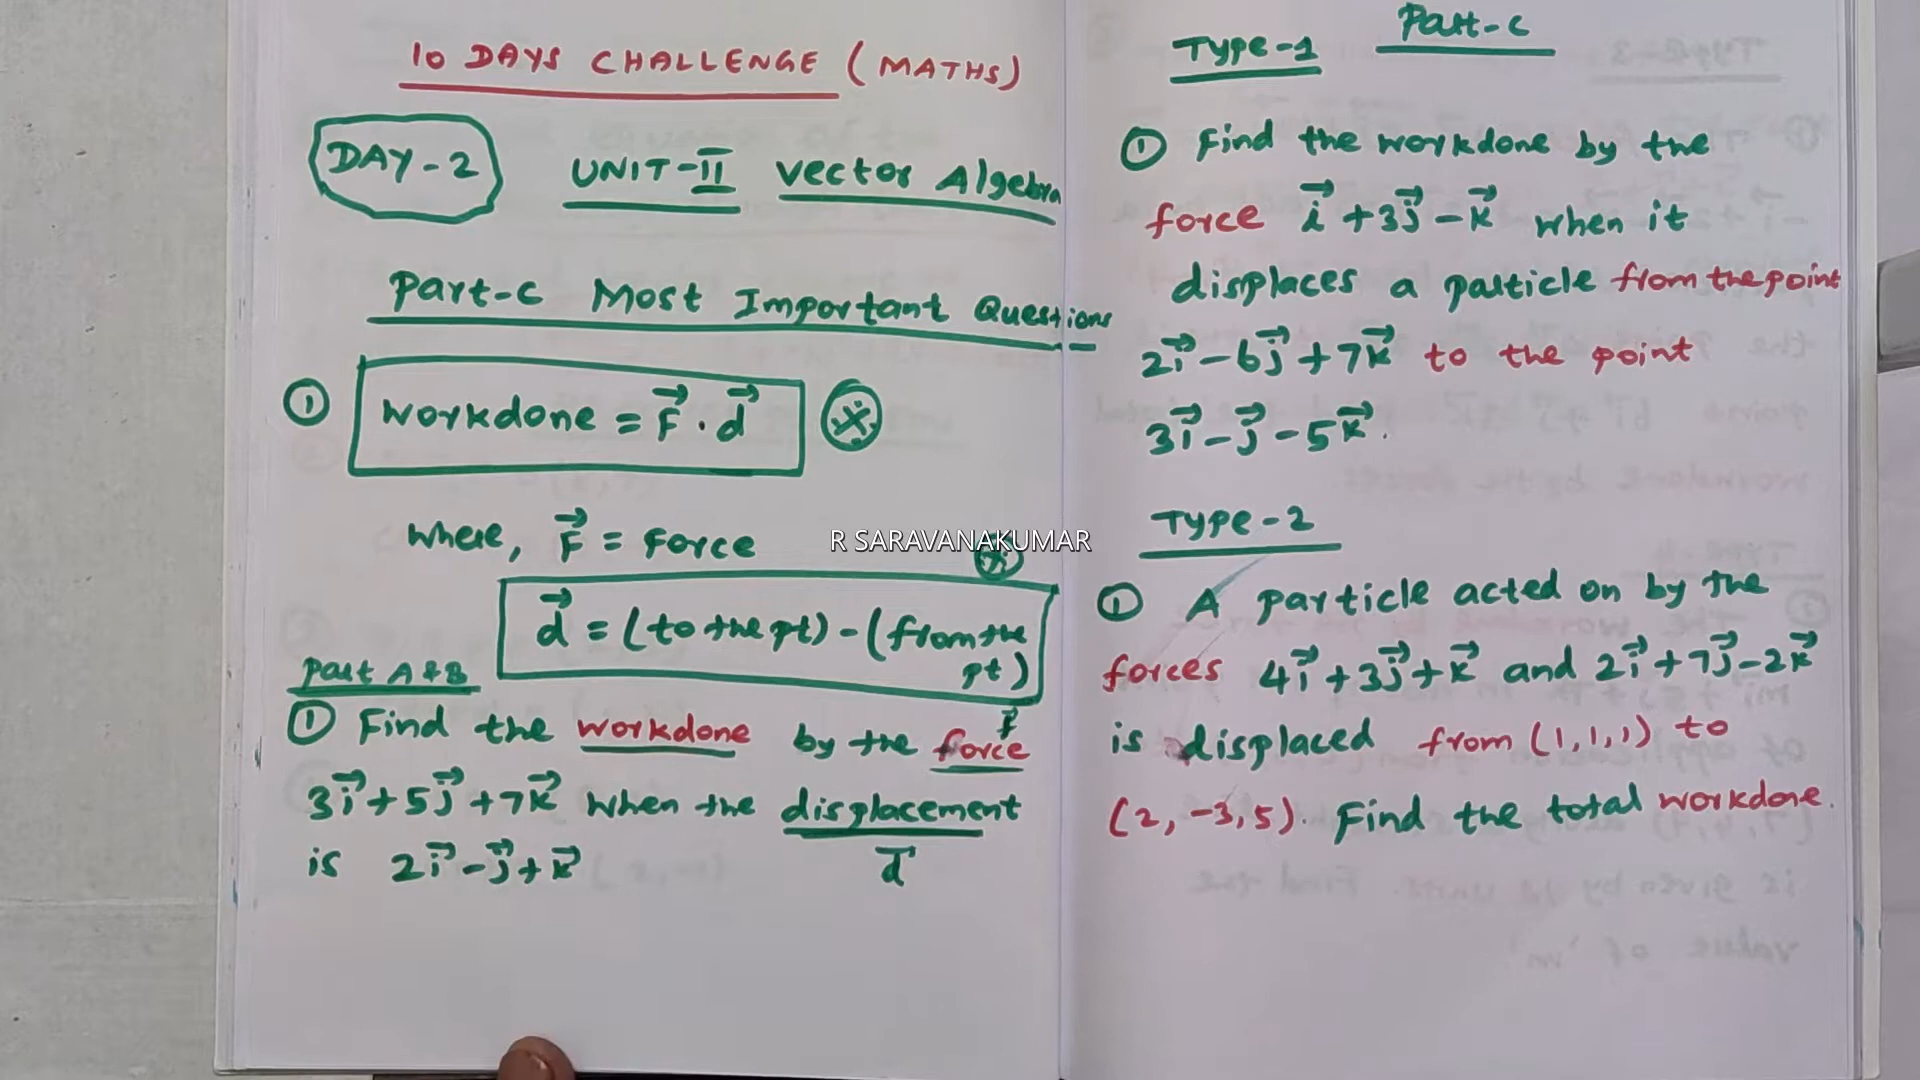 10 DAYS CHALLENGE (MATHS)
DAY-2 UNIT-II Vector Algebra
Part-C Most Important Questions
① Workdone = F⃗ · d⃗
Where, F⃗ = Force
R SARAVANAKUMAR
d⃗ = (to the pt) - (from the
pt)
Part A & B
① Find the workdone by the force
F⃗
3i⃗ + 5j⃗ + 7k⃗ when the displacement
is 2i⃗ - j⃗ + k⃗
d⃗
Part-C
Type-1
① Find the workdone by the
force i⃗ + 3j⃗ - k⃗ when it
displaces a particle from the point
2i⃗ - 6j⃗ + 7k⃗ to the point
3i⃗ - j⃗ - 5k⃗.
Type-2
① A particle acted on by the
forces 4i⃗ + 3j⃗ + k⃗ and 2i⃗ + 7j⃗ - 2k⃗
is displaced from (1,1,1) to
(2, -3, 5). Find the total workdone.